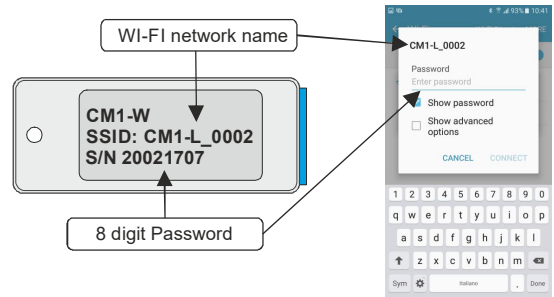 WI-FI network name
CM1-W
SSID: CM1-L_0002
S/N 20021707
8 digit Password
93% 10:41
CM1-L_0002
Password
Enter password
Show password
Show advanced
options
CANCEL CONNECT
1 2 3 4 5 6 7 8 9 0
q w e r t y u i o p
a s d f g h j k l
z x c v b n m
Sym Italiano . Done